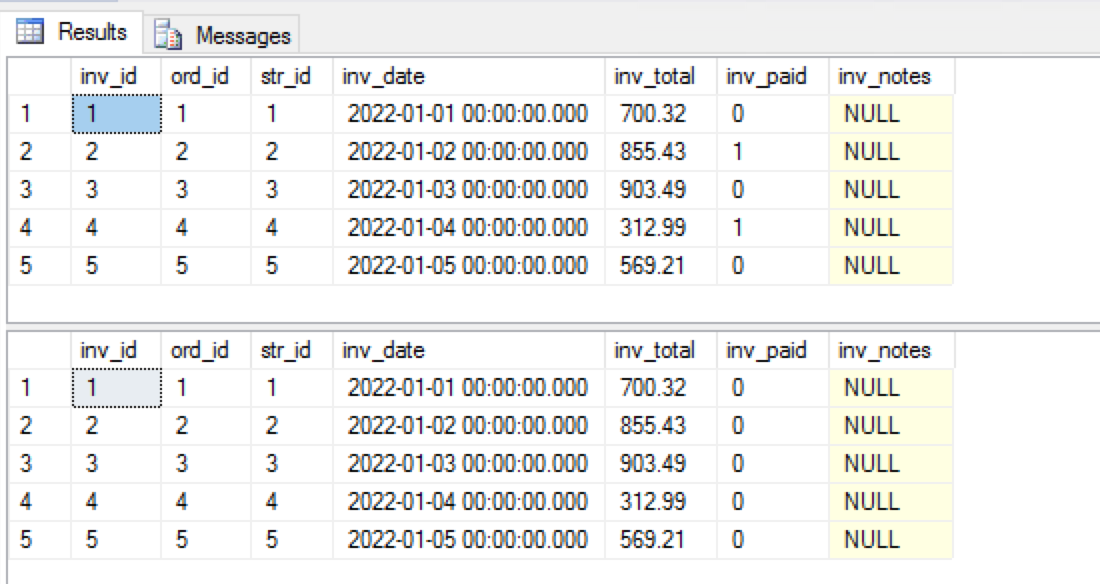 Results Messages
inv_id ord_id str_id inv_date inv_total inv_paid inv_notes
1 1 1 1 2022-01-01 00:00:00.000 700.32 0 NULL
2 2 2 2 2022-01-02 00:00:00.000 855.43 1 NULL
3 3 3 3 2022-01-03 00:00:00.000 903.49 0 NULL
4 4 4 4 2022-01-04 00:00:00.000 312.99 1 NULL
5 5 5 5 2022-01-05 00:00:00.000 569.21 0 NULL
inv_id ord_id str_id inv_date inv_total inv_paid inv_notes
1 1 1 1 2022-01-01 00:00:00.000 700.32 0 NULL
2 2 2 2 2022-01-02 00:00:00.000 855.43 0 NULL
3 3 3 3 2022-01-03 00:00:00.000 903.49 0 NULL
4 4 4 4 2022-01-04 00:00:00.000 312.99 0 NULL
5 5 5 5 2022-01-05 00:00:00.000 569.21 0 NULL